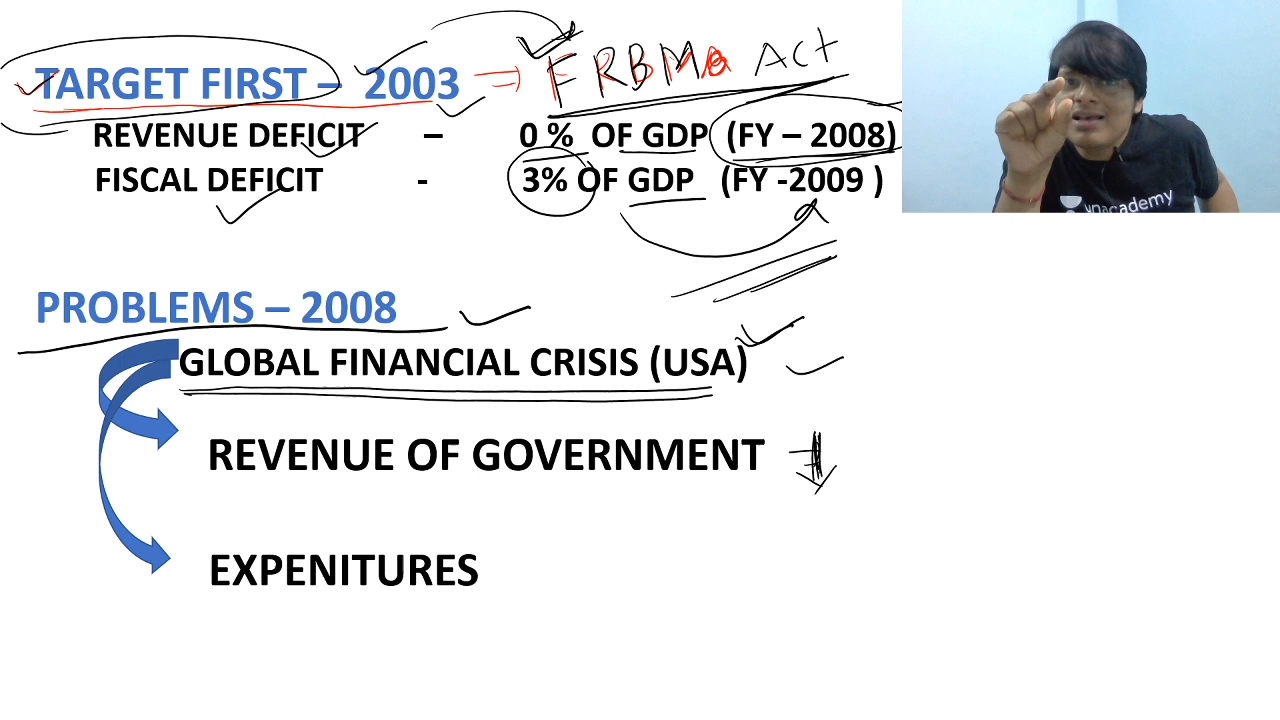 TARGET FIRST – 2003 ⇒ FRBMA ACT
REVENUE DEFICIT – 0 % OF GDP (FY – 2008)
FISCAL DEFICIT - 3% OF GDP (FY -2009 )
PROBLEMS – 2008
GLOBAL FINANCIAL CRISIS (USA)
REVENUE OF GOVERNMENT
EXPENITURES
unacademy